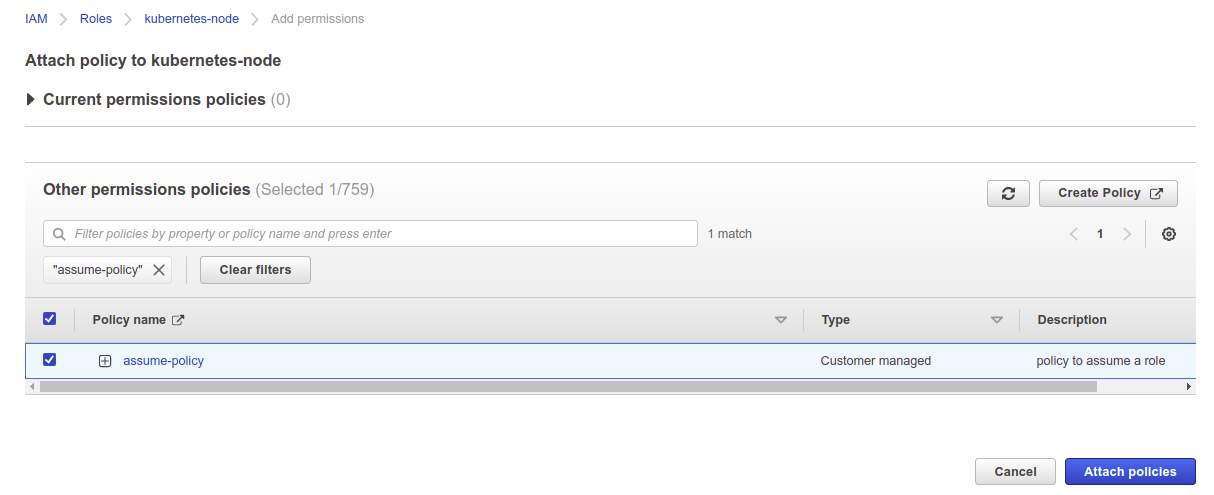 IAM Roles kubernetes-node Add permissions
Attach policy to kubernetes-node
Current permissions policies (0)
Other permissions policies (Selected 1/759)
Create Policy
Filter policies by property or policy name and press enter
1 match
1
"assume-policy"
Clear filters
Policy name Type Description
assume-policy Customer managed policy to assume a role
Cancel Attach policies